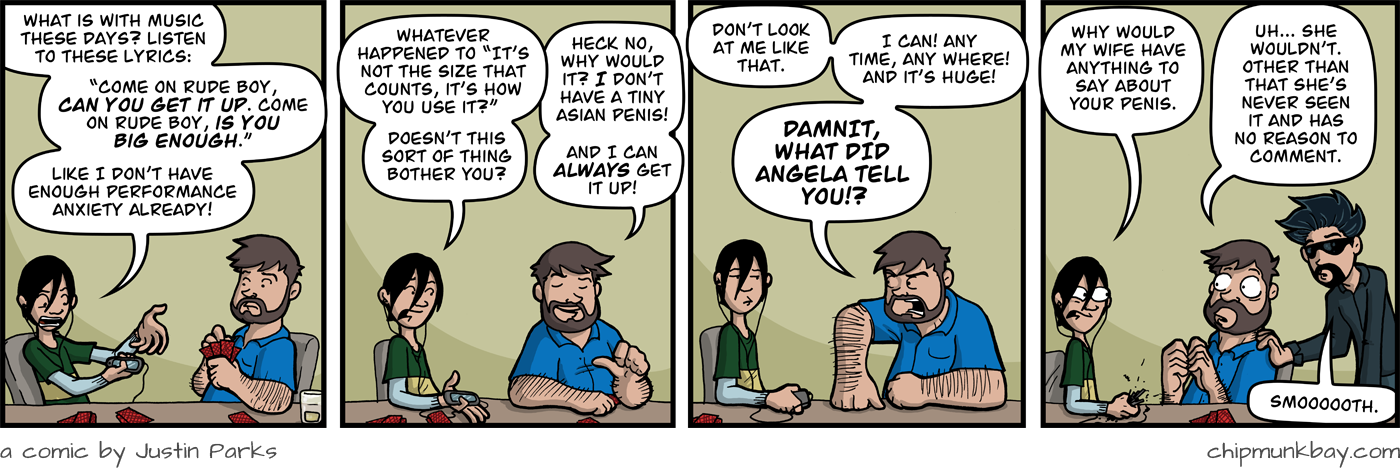 WHAT IS WITH MUSIC
THESE DAYS? LISTEN
TO THESE LYRICS:
"COME ON RUDE BOY,
CAN YOU GET IT UP. COME
ON RUDE BOY, IS YOU
BIG ENOUGH."
LIKE I DON'T HAVE
ENOUGH PERFORMANCE
ANXIETY ALREADY!
WHATEVER
HAPPENED TO "IT'S
NOT THE SIZE THAT
COUNTS, IT'S HOW
YOU USE IT?"
DOESN'T THIS
SORT OF THING
BOTHER YOU?
HECK NO,
WHY WOULD
IT? I DON'T
HAVE A TINY
ASIAN PENIS!
AND I CAN
ALWAYS GET
IT UP!
DON'T LOOK
AT ME LIKE
THAT.
I CAN! ANY
TIME, ANY WHERE!
AND IT'S HUGE!
DAMNIT,
WHAT DID
ANGELA TELL
YOU!?
WHY WOULD
MY WIFE HAVE
ANYTHING TO
SAY ABOUT
YOUR PENIS.
UH... SHE
WOULDN'T.
OTHER THAN
THAT SHE'S
NEVER SEEN
IT AND HAS
NO REASON TO
COMMENT.
SMOOOOOTH.
a comic by Justin Parks
chipmunkbay.com